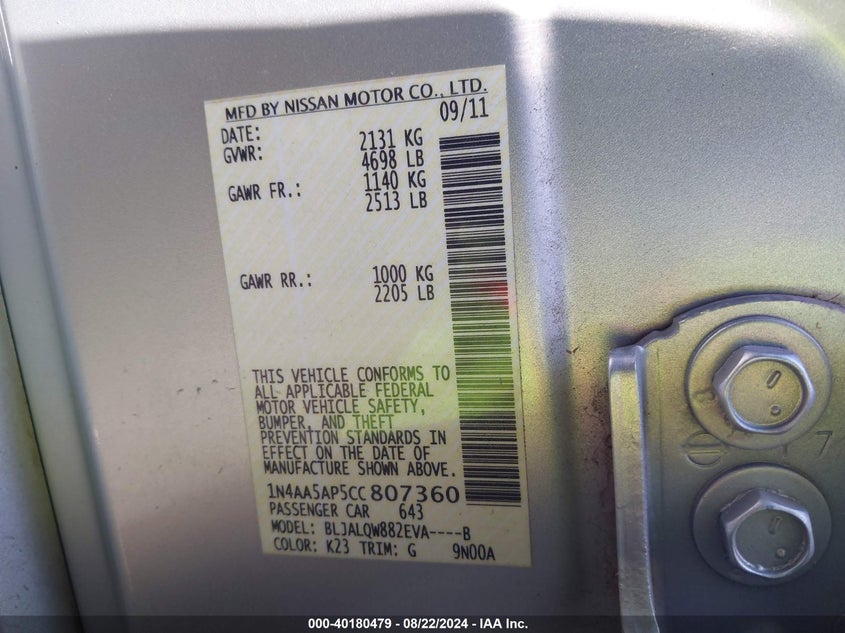 MFD BY NISSAN MOTOR CO., LTD.
DATE: 09/11
GVWR: 2131 KG
4698 LB
GAWR FR.: 1140 KG
2513 LB
GAWR RR.: 1000 KG
2205 LB
THIS VEHICLE CONFORMS TO
ALL APPLICABLE FEDERAL
MOTOR VEHICLE SAFETY,
BUMPER, AND THEFT
PREVENTION STANDARDS IN
EFFECT ON THE DATE OF
MANUFACTURE SHOWN ABOVE.
1N4AA5AP5CC807360
PASSENGER CAR 643
MODEL: BLJALQW882EVA----B
COLOR: K23 TRIM: G 9N00A
7
000-40180479 - 08/22/2024 - IAA Inc.